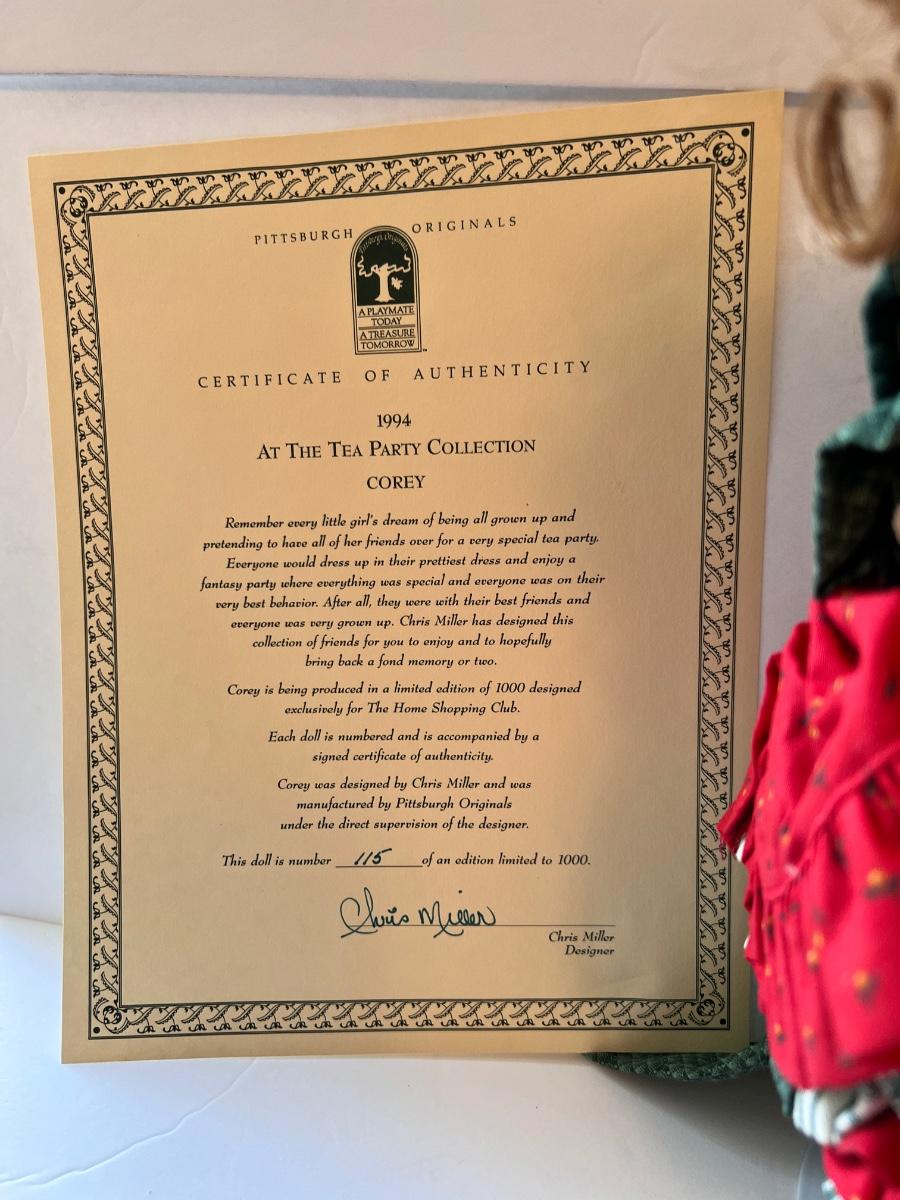 PITTSBURGH ORIGINALS
Pittsburgh Originals
A PLAYMATE
TODAY
A TREASURE
TOMORROW
TM
CERTIFICATE OF AUTHENTICITY
1994
AT THE TEA PARTY COLLECTION
COREY
Remember every little girl's dream of being all grown up and
pretending to have all of her friends over for a very special tea party.
Everyone would dress up in their prettiest dress and enjoy a
fantasy party where everything was special and everyone was on their
very best behavior. After all, they were with their best friends and
everyone was very grown up. Chris Miller has designed this
collection of friends for you to enjoy and to hopefully
bring back a fond memory or two.
Corey is being produced in a limited edition of 1000 designed
exclusively for The Home Shopping Club.
Each doll is numbered and is accompanied by a
signed certificate of authenticity.
Corey was designed by Chris Miller and was
manufactured by Pittsburgh Originals
under the direct supervision of the designer.
This doll is number 115 of an edition limited to 1000.
Chris Miller
Chris Miller
Designer